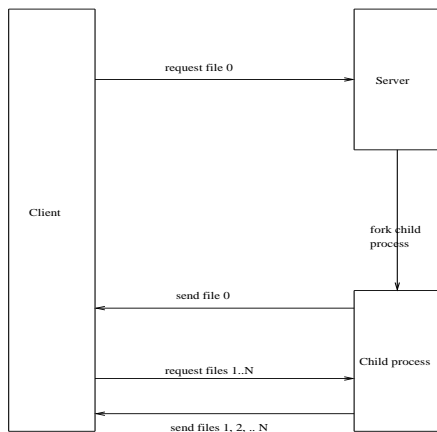 request file 0
Server
Client
fork child
process
send file 0
Child process
request files 1..N
send files 1, 2, .. N